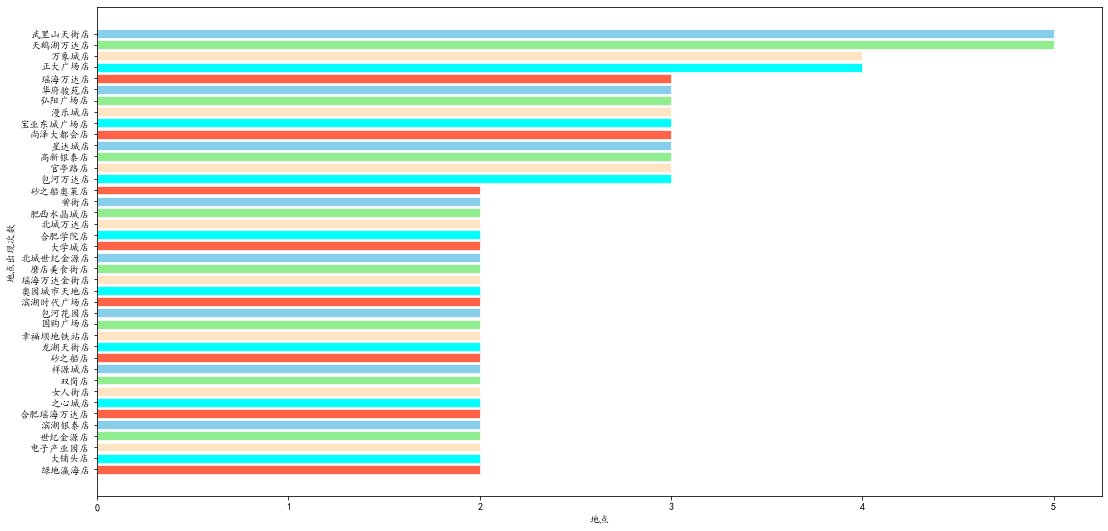 武里山天街店
天鹅湖万达店
万象城店
正大广场店
瑶海万达店
华府骏苑店
弘阳广场店
漫乐城店
宝业东城广场店
尚泽大都会店
星达城店
高新银泰店
官亭路店
包河万达店
砂之船奥莱店
黉街店
肥西水晶城店
北城万达店
合肥学院店
大学城店
北城世纪金源店
磨店美食街店
瑶海万达金街店
奥园城市天地店
滨湖时代广场店
包河花园店
国购广场店
幸福坝地铁站店
龙湖天街店
砂之船店
祥源城店
双岗店
女人街店
之心城店
合肥瑶海万达店
滨湖银泰店
世纪金源店
电子产业园店
大铺头店
绿地瀛海店
地点出现次数
0 1 2 3 4 5
地点